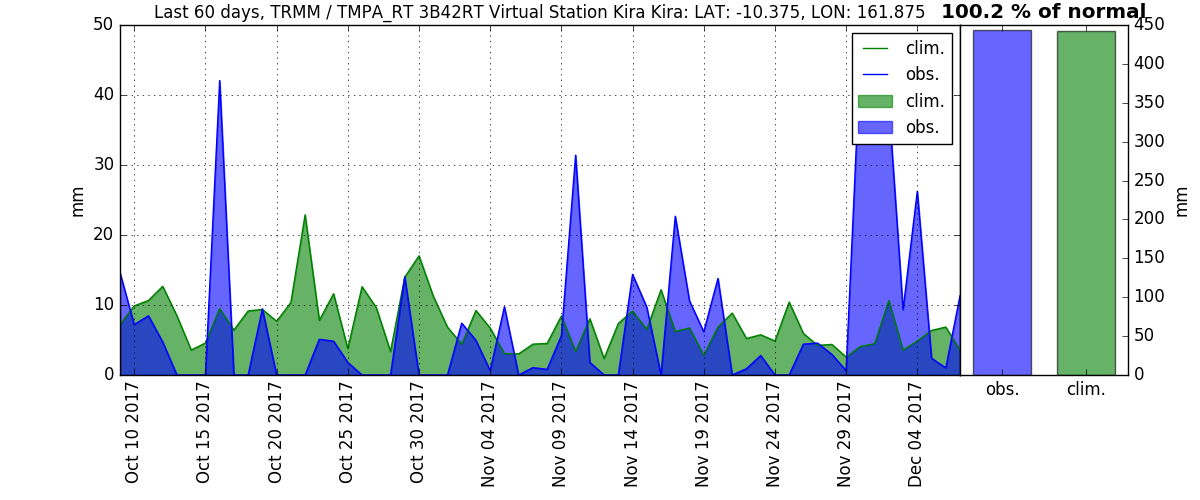 Last 60 days, TRMM / TMPA_RT 3B42RT Virtual Station Kira Kira: LAT: -10.375, LON: 161.875
100.2 % of normal
50
40
30
20
10
0
mm
clim.
obs.
clim.
obs.
Oct 10 2017
Oct 15 2017
Oct 20 2017
Oct 25 2017
Oct 30 2017
Nov 04 2017
Nov 09 2017
Nov 14 2017
Nov 19 2017
Nov 24 2017
Nov 29 2017
Dec 04 2017
450
400
350
300
250
200
150
100
50
0
mm
obs.
clim.